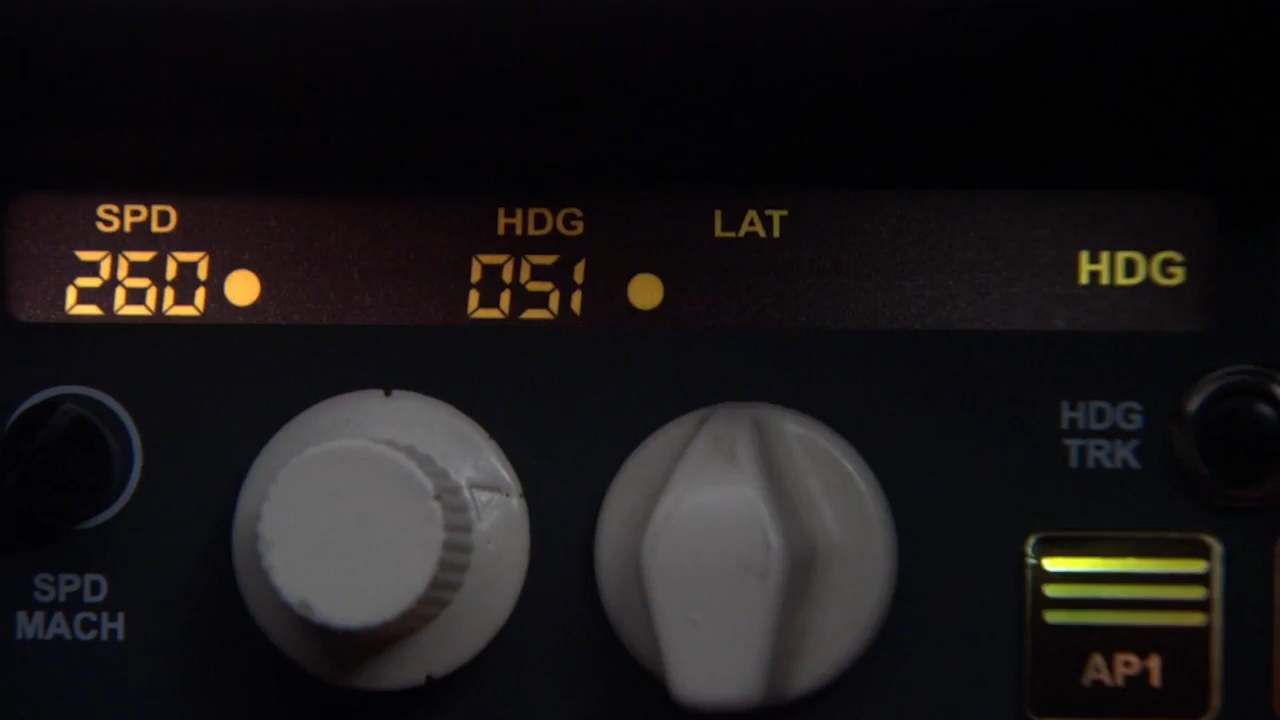 SPD HDG LAT
260 051 HDG
HDG
TRK
SPD
MACH
AP1